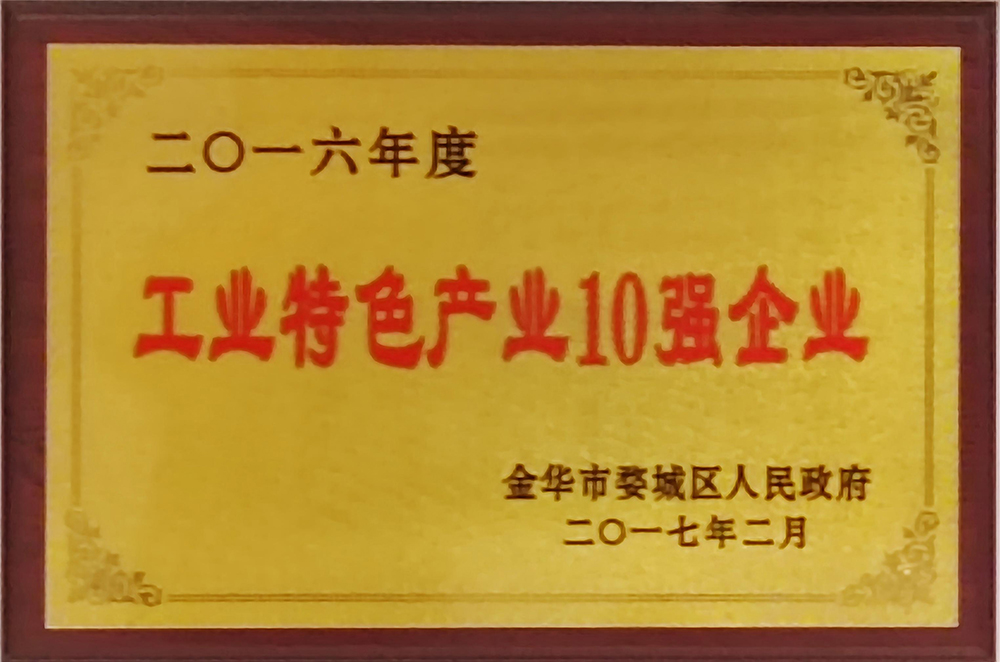 二〇一六年度
工业特色产业10强企业
金华市婺城区人民政府
二〇一七年二月